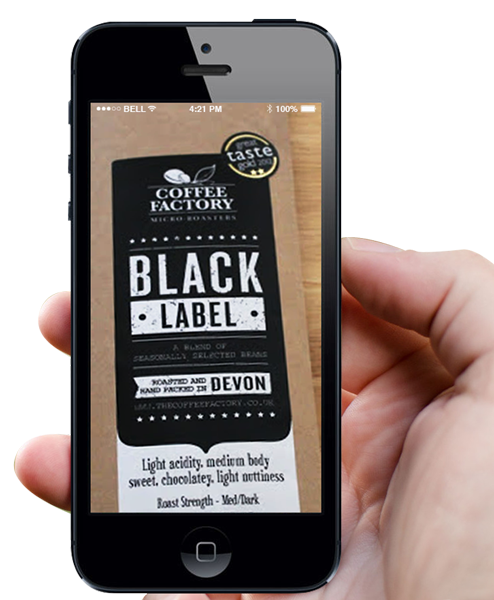 BELL
4:21 PM
100%
great
taste
gold
COFFEE
FACTORY
MICRO-ROASTERS
BLACK
LABEL
A BLEND OF
SEASONALLY SELECTED BEANS
ROASTED AND
HAND PACKED IN DEVON
WWW.THECOFFEEFACTORY.CO.UK
Light acidity, medium body
sweet, chocolatey, light nuttiness
Roast Strength - Med/Dark